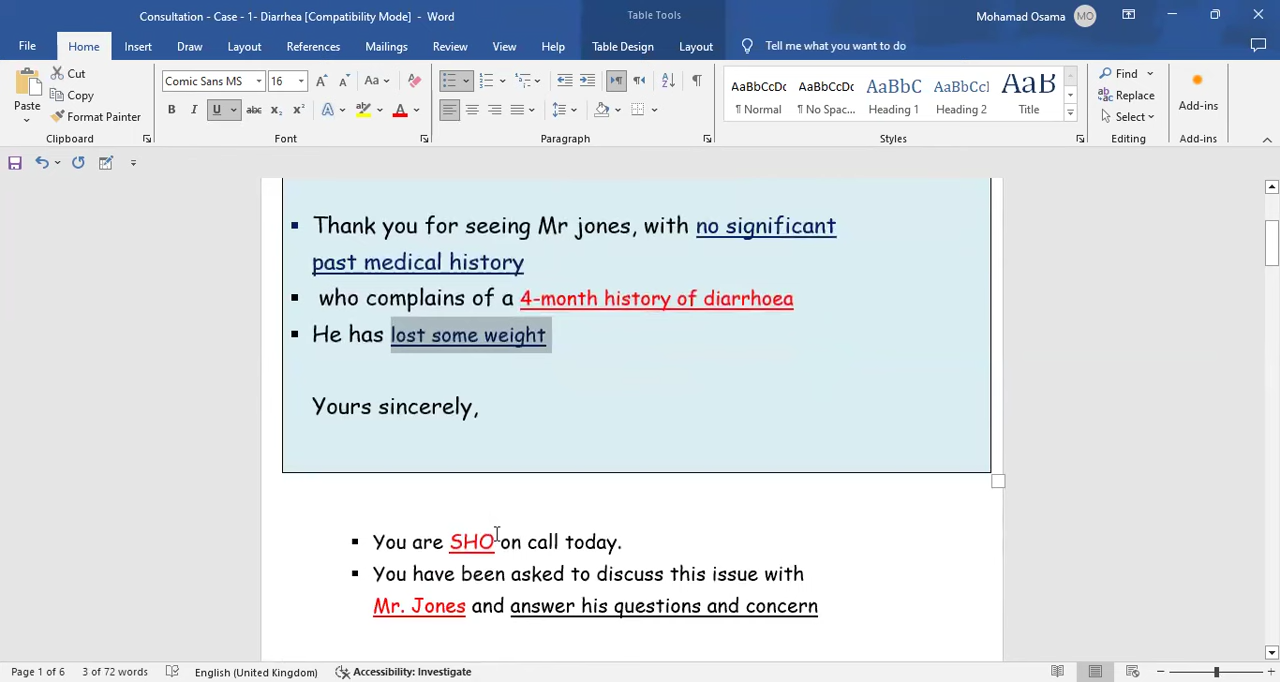 Consultation - Case - 1- Diarrhea [Compatibility Mode] - Word
Table Tools
Mohamad Osama
MO
File Home Insert Draw Layout References Mailings Review View Help Table Design Layout Tell me what you want to do
Paste
Cut
Copy
Format Painter
Clipboard
Comic Sans MS 16
Font
Paragraph
AaBbCcDc AaBbCcDc AaBbC AaBbCcD AaB
¶ Normal ¶ No Spac... Heading 1 Heading 2 Title
Styles
Find
Replace
Select
Editing
Add-ins
Add-ins
Thank you for seeing Mr jones, with no significant
past medical history
who complains of a 4-month history of diarrhoea
He has lost some weight
Yours sincerely,
You are SHO on call today.
You have been asked to discuss this issue with
Mr. Jones and answer his questions and concern
Page 1 of 6 3 of 72 words English (United Kingdom) Accessibility: Investigate